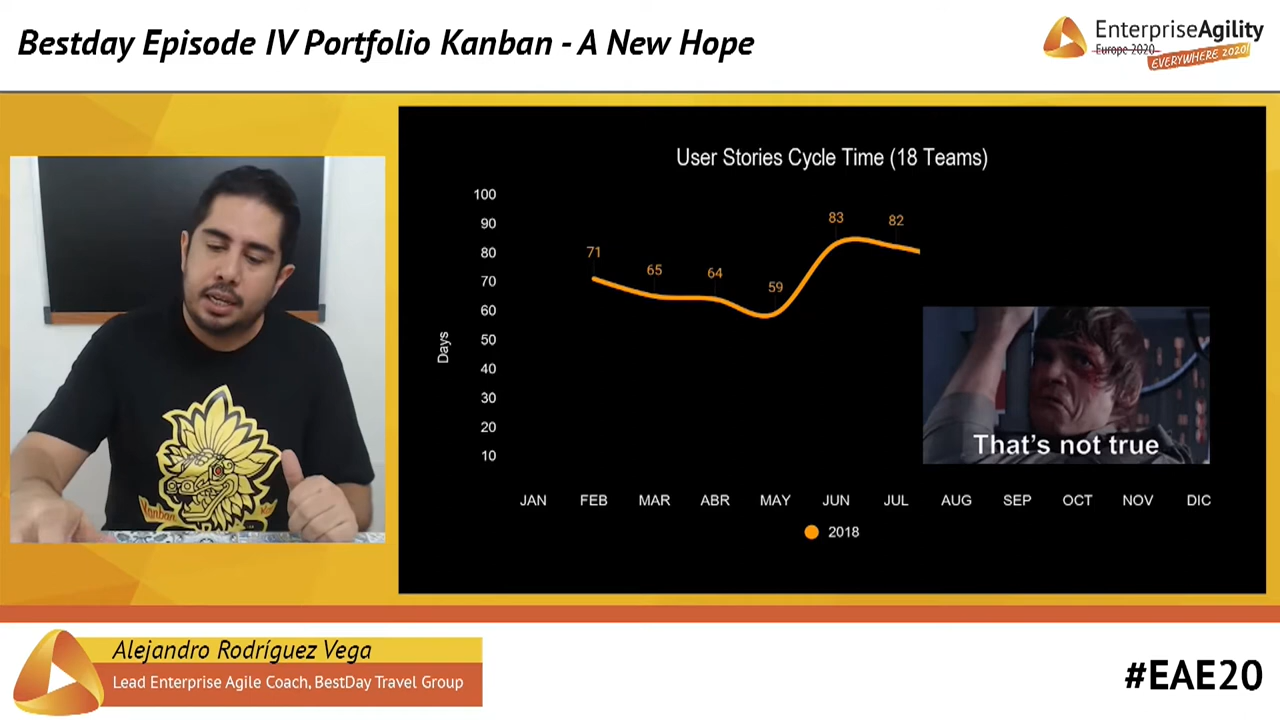 Bestday Episode IV Portfolio Kanban - A New Hope
EnterpriseAgility
Europe 2020
EVERYWHERE 2020!
User Stories Cycle Time (18 Teams)
100
90
80
70
60
50
40
30
20
10
Days
71
65
64
59
83
82
That's not true
JAN FEB MAR ABR MAY JUN JUL AUG SEP OCT NOV DIC
2018
Kanban
Alejandro Rodríguez Vega
Lead Enterprise Agile Coach, BestDay Travel Group
#EAE20